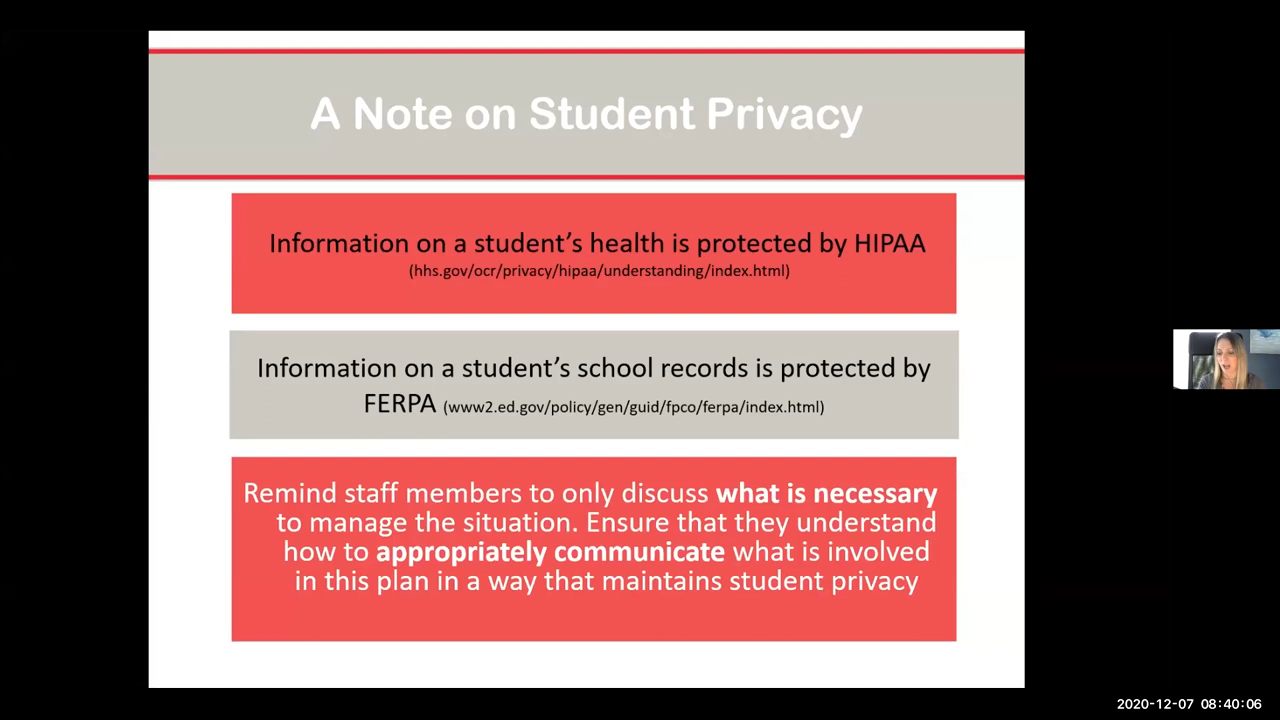 A Note on Student Privacy
Information on a student's health is protected by HIPAA
(hhs.gov/ocr/privacy/hipaa/understanding/index.html)
Information on a student's school records is protected by
FERPA (www2.ed.gov/policy/gen/guid/fpco/ferpa/index.html)
Remind staff members to only discuss what is necessary
to manage the situation. Ensure that they understand
how to appropriately communicate what is involved
in this plan in a way that maintains student privacy
2020-12-07 08:40:06